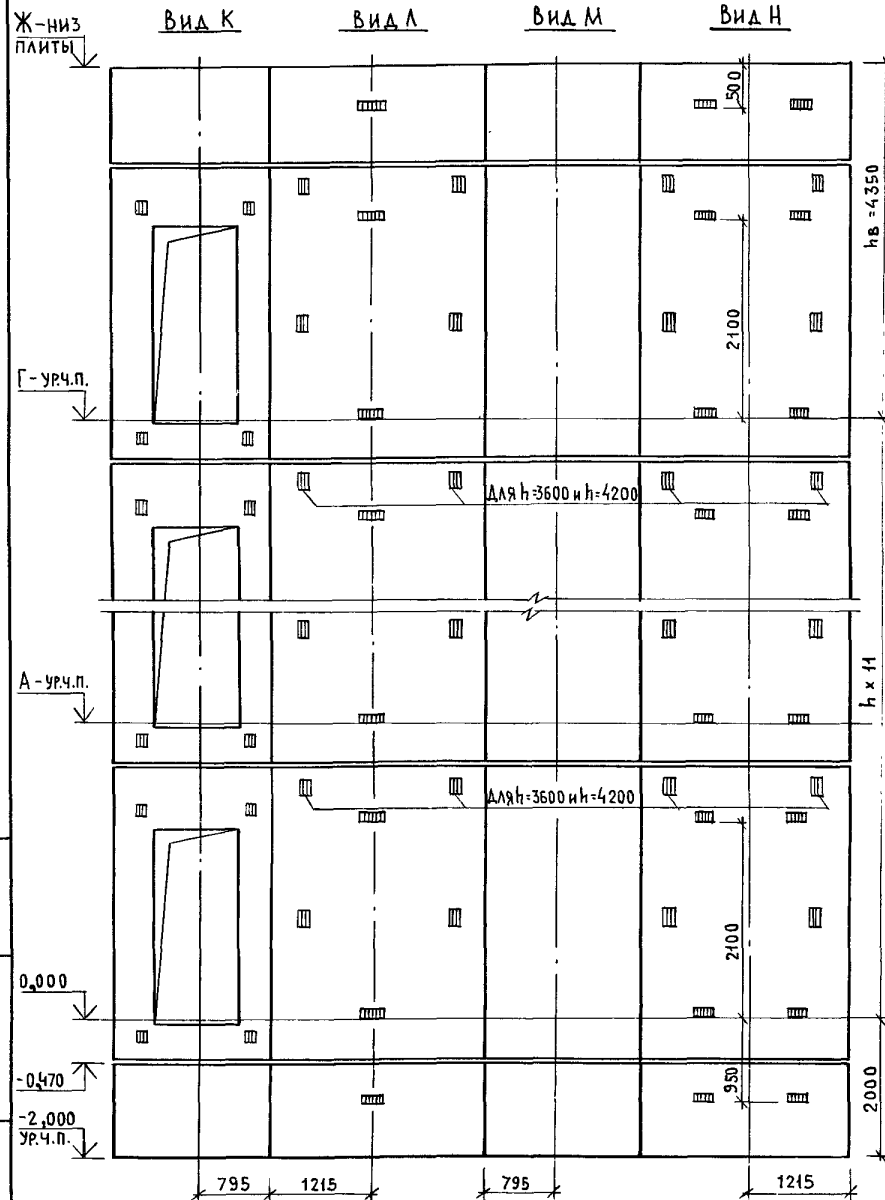 Ж-низ
плиты
Вид К
Вид Л
Вид М
Вид Н
500
hв=4350
2100
Г-ур.ч.п.
Для h=3600 и h=4200
А-ур.ч.п.
h x 11
Для h=3600 и h=4200
2100
0,000
-0,470
950
2000
-2,000
ур.ч.п.
795
1215
795
1215